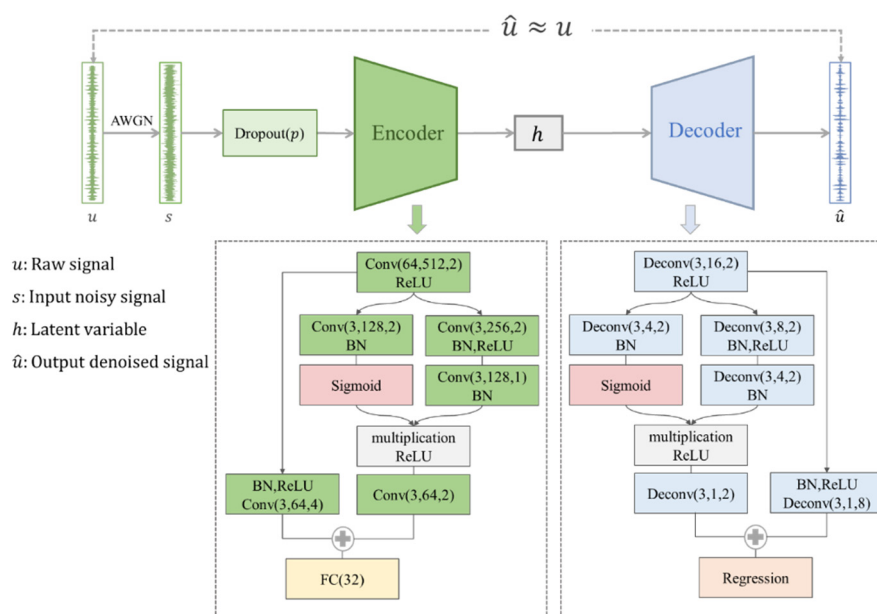 û ≈ u
AWGN
Dropout(p)
Encoder
h
Decoder
u
s
û
u: Raw signal
s: Input noisy signal
h: Latent variable
û: Output denoised signal
Conv(64,512,2)
ReLU
Conv(3,128,2)
BN
Conv(3,256,2)
BN,ReLU
Sigmoid
Conv(3,128,1)
BN
multiplication
ReLU
BN,ReLU
Conv(3,64,4)
Conv(3,64,2)
FC(32)
Deconv(3,16,2)
ReLU
Deconv(3,4,2)
BN
Deconv(3,8,2)
BN,ReLU
Sigmoid
Deconv(3,4,2)
BN
multiplication
ReLU
Deconv(3,1,2)
BN,ReLU
Deconv(3,1,8)
Regression